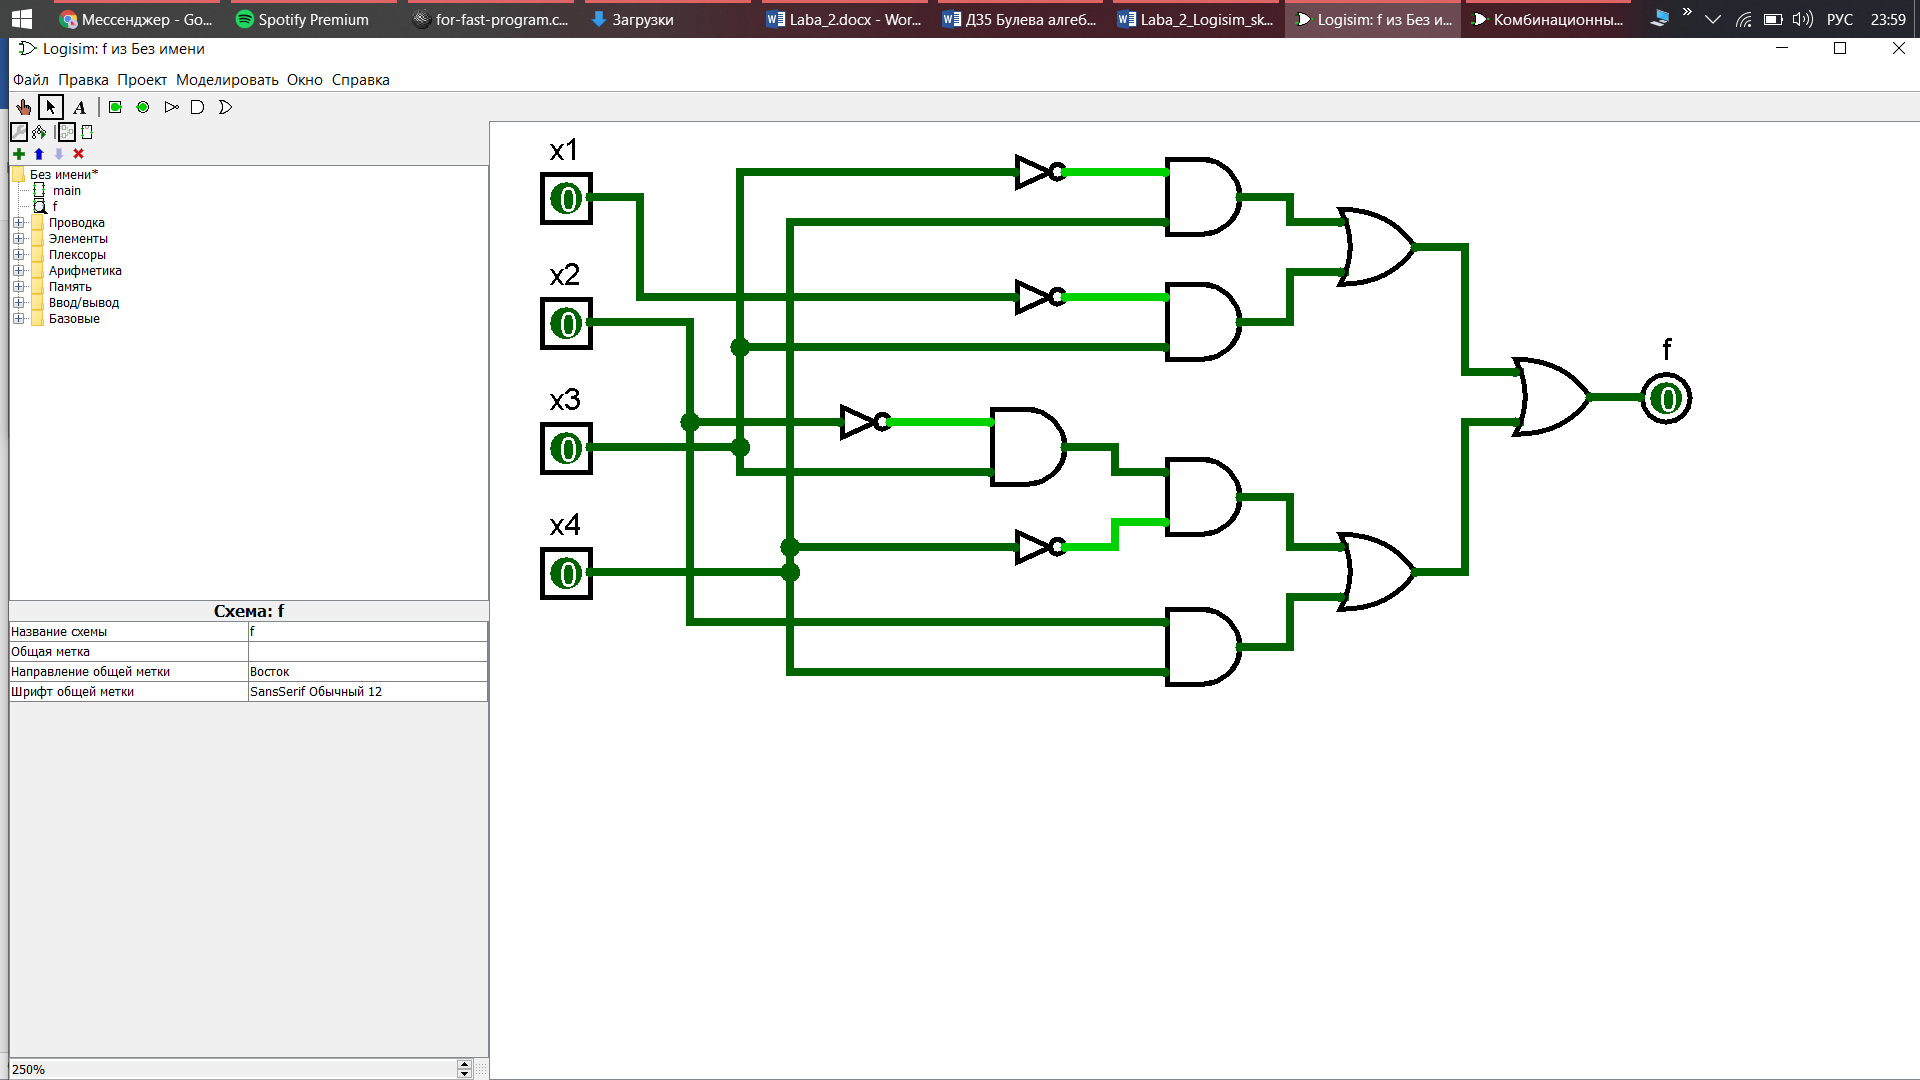 Мессенджер - Go...
Spotify Premium
for-fast-program.c...
Загрузки
Laba_2.docx - Wor...
Д35 Булева алгеб...
Laba_2_Logisim_sk...
Logisim: f из Без и...
Комбинационны...
»
РУС
23:59
Logisim: f из Без имени
Файл Правка Проект Моделировать Окно Справка
A
Без имени*
main
f
Проводка
Элементы
Плексоры
Арифметика
Память
Ввод/вывод
Базовые
Схема: f
Название схемы f
Общая метка
Направление общей метки Восток
Шрифт общей метки SansSerif Обычный 12
250%
x1
0
x2
0
x3
0
x4
0
f
0